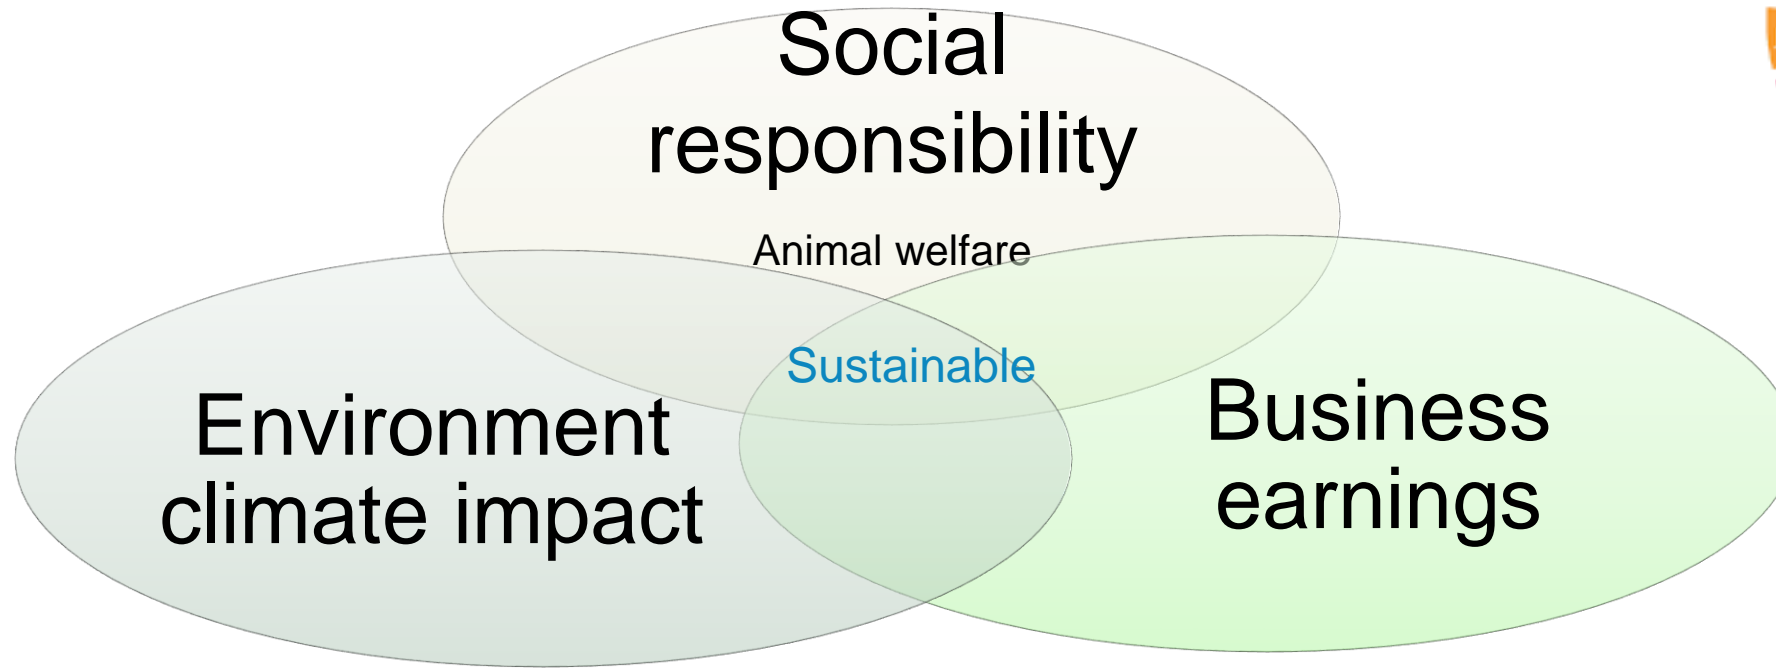 Social
responsibility
Animal welfare
Sustainable
Environment
climate impact
Business
earnings